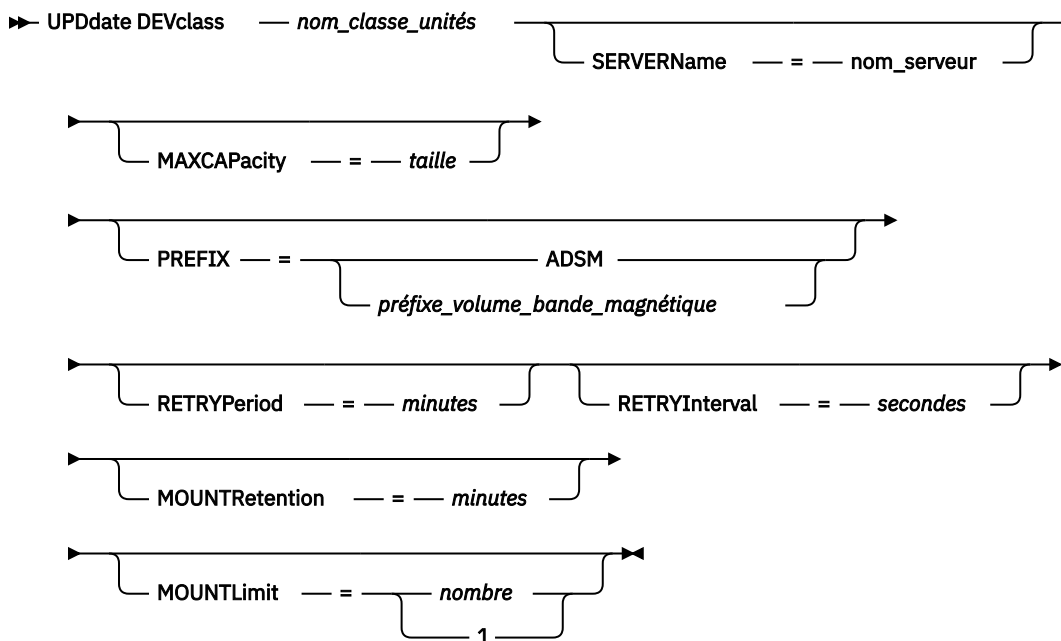 UPDdate DEVclass nom_classe_unités
SERVERName = nom_serveur
MAXCAPacity = taille
PREFIX = ADSM
préfixe_volume_bande_magnétique
RETRYPeriod = minutes RETRYInterval = secondes
MOUNTRetention = minutes
MOUNTLimit = nombre
1